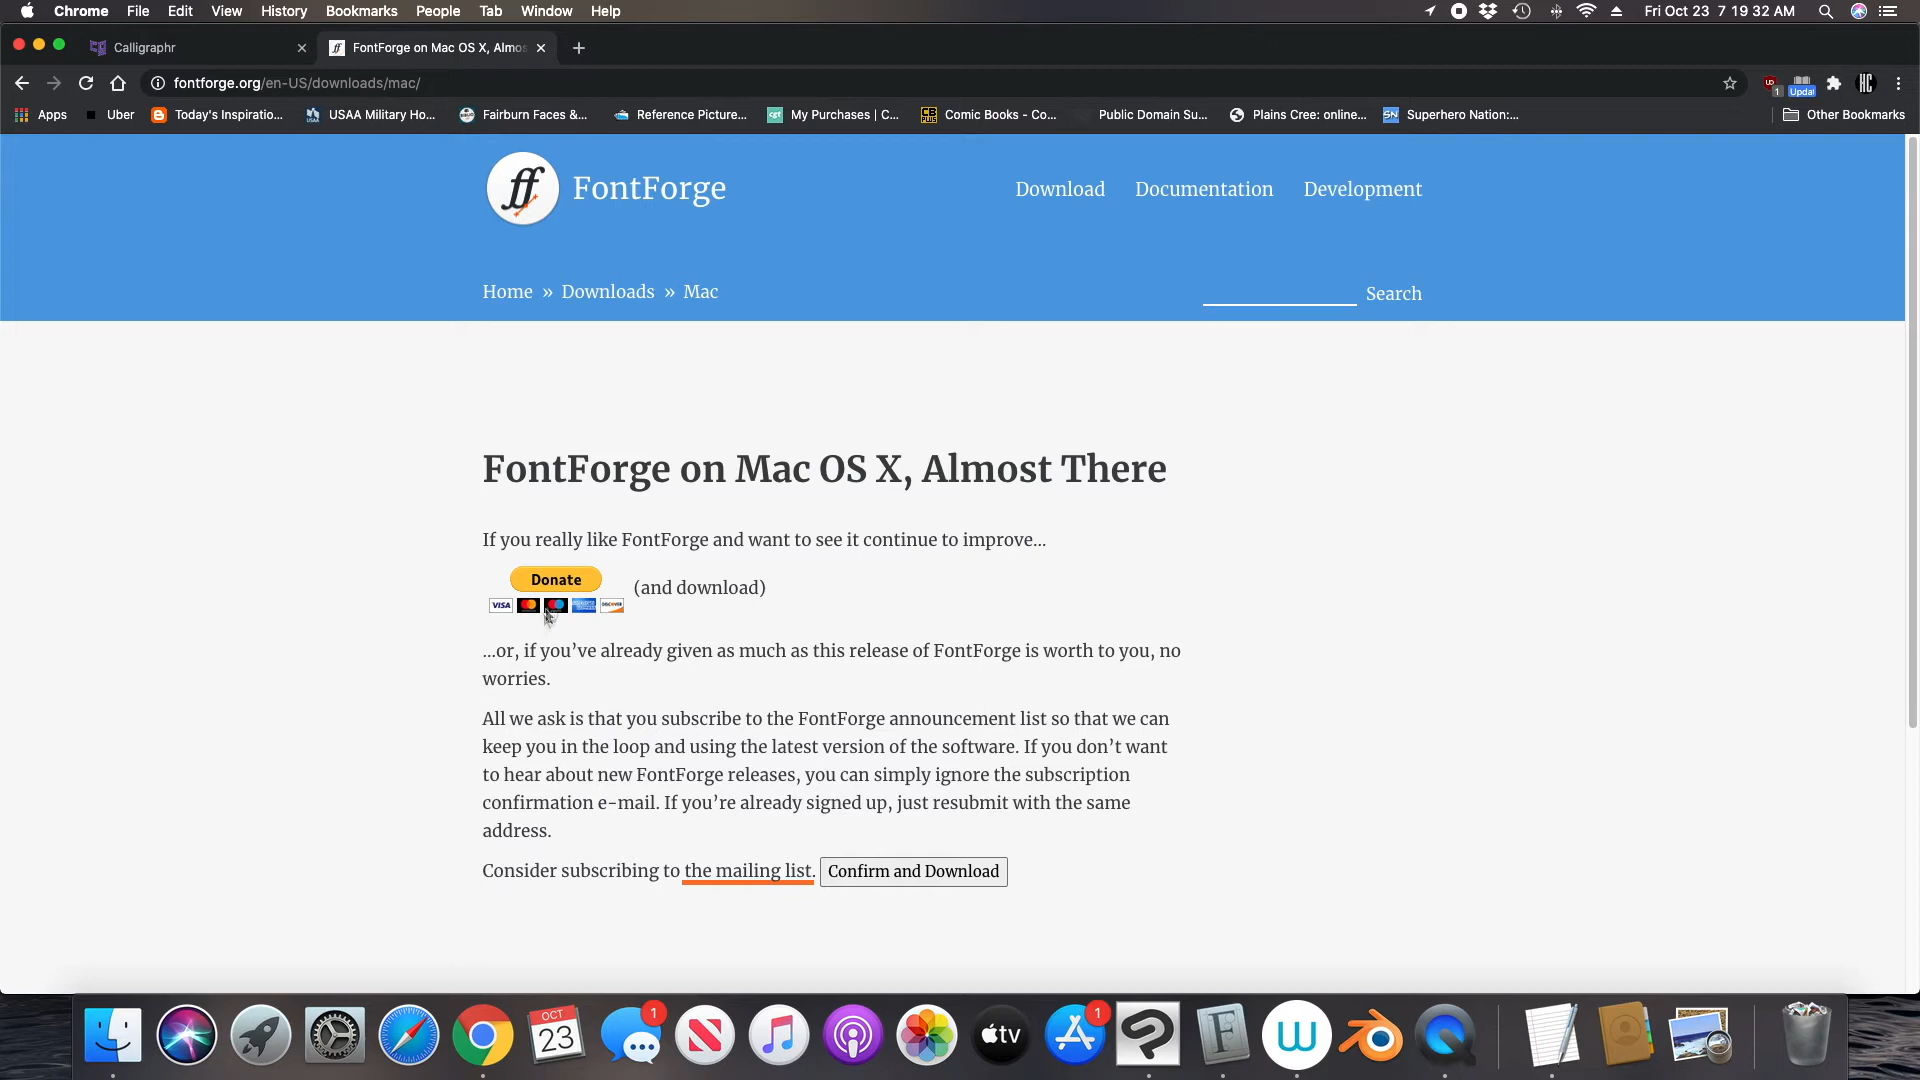 Chrome File Edit View History Bookmarks People Tab Window Help
Fri Oct 23 7 19 32 AM
Calligraphr
FontForge on Mac OS X, Almos
fontforge.org/en-US/downloads/mac/
1
Updat
HC
Apps
Uber
Today's Inspiratio...
USAA Military Ho...
Fairburn Faces &...
Reference Picture...
My Purchases | C...
Comic Books - Co...
Public Domain Su...
Plains Cree: online...
Superhero Nation:...
Other Bookmarks
ff FontForge
Download Documentation Development
Home » Downloads » Mac
Search
FontForge on Mac OS X, Almost There
If you really like FontForge and want to see it continue to improve...
Donate
(and download)
VISA
DISCOVER
...or, if you’ve already given as much as this release of FontForge is worth to you, no
worries.
All we ask is that you subscribe to the FontForge announcement list so that we can
keep you in the loop and using the latest version of the software. If you don’t want
to hear about new FontForge releases, you can simply ignore the subscription
confirmation e-mail. If you’re already signed up, just resubmit with the same
address.
Consider subscribing to the mailing list. Confirm and Download
OCT
23
1
tv
1
F
W